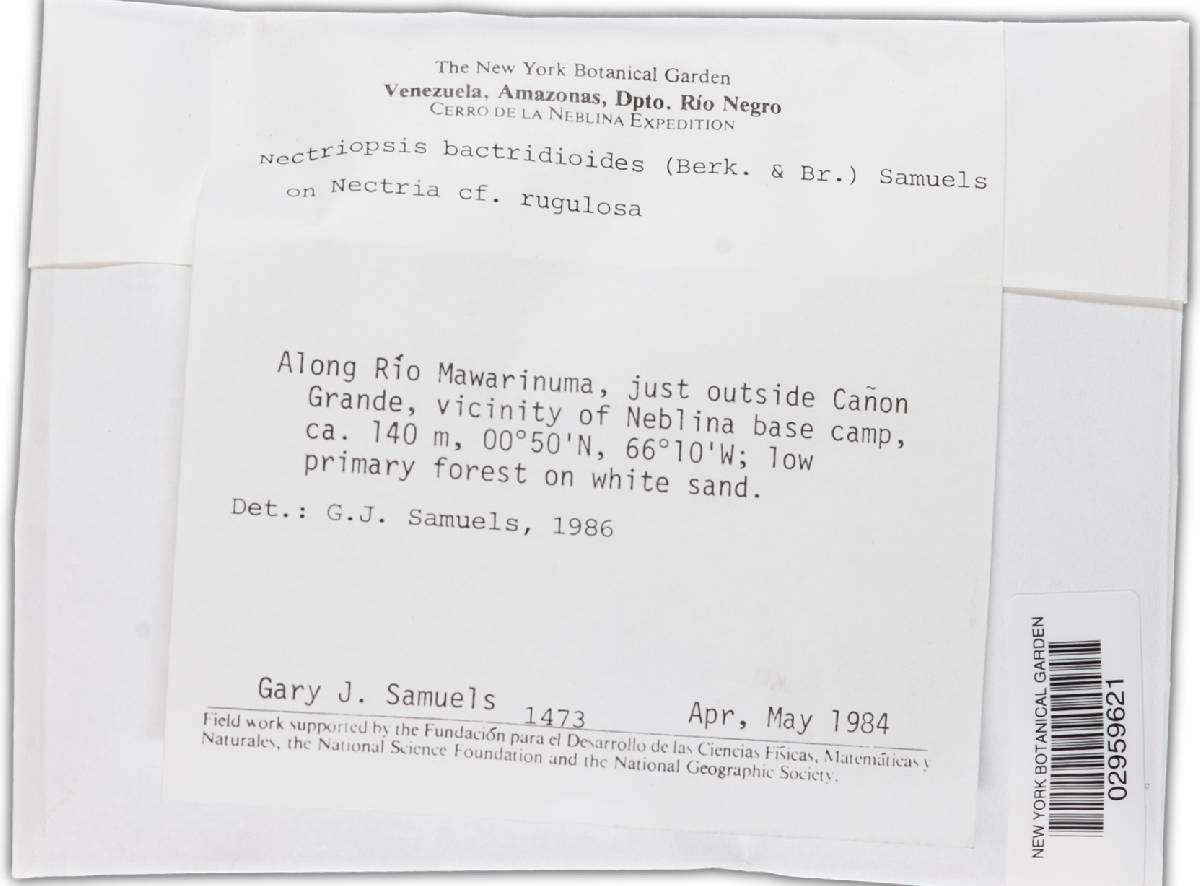 The New York Botanical Garden
Venezuela, Amazonas, Dpto. Río Negro
CERRO DE LA NEBLINA EXPEDITION
Nectriopsis bactridioides (Berk. & Br.) Samuels
on Nectria cf. rugulosa
Along Río Mawarinuma, just outside Cañon
Grande, vicinity of Neblina base camp,
ca. 140 m, 00°50'N, 66°10'W; low
primary forest on white sand.
Det.: G.J. Samuels, 1986
Gary J. Samuels 1473 Apr, May 1984
Field work supported by the Fundación para el Desarrollo de las Ciencias Físicas, Matemáticas y
Naturales, the National Science Foundation and the National Geographic Society.
NEW YORK BOTANICAL GARDEN
02959621